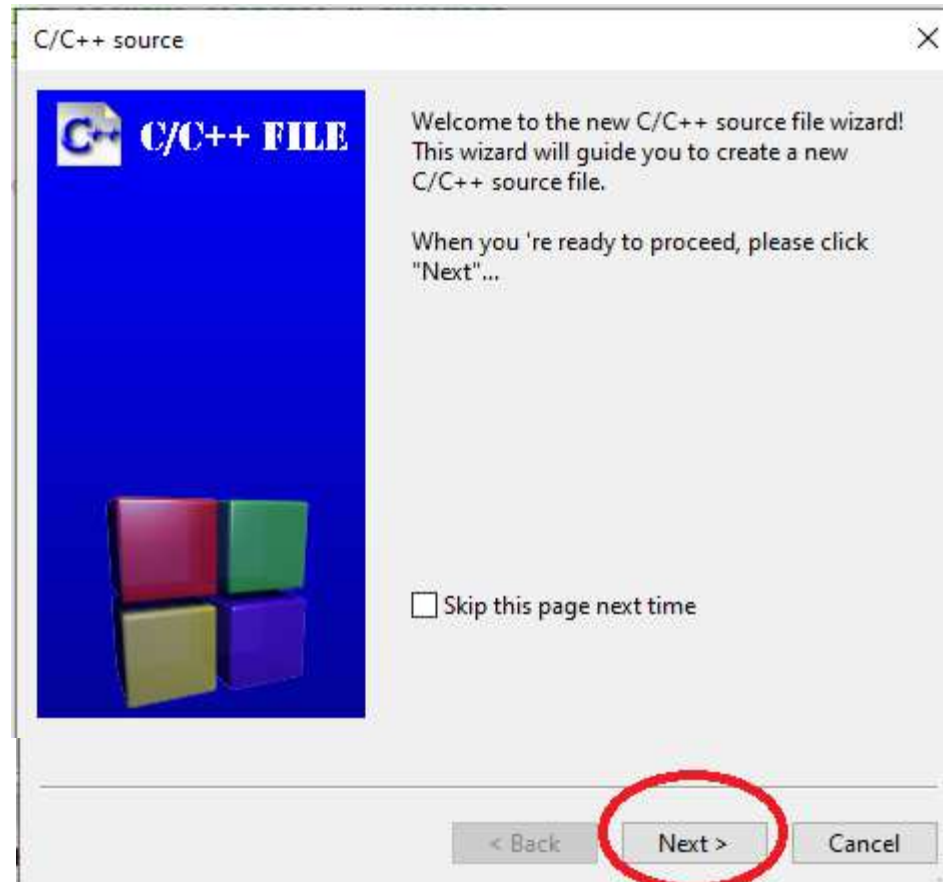 C/C++ source
C++ C/C++ FILE
Welcome to the new C/C++ source file wizard!
This wizard will guide you to create a new
C/C++ source file.
When you 're ready to proceed, please click
"Next"...
Skip this page next time
< Back Next > Cancel